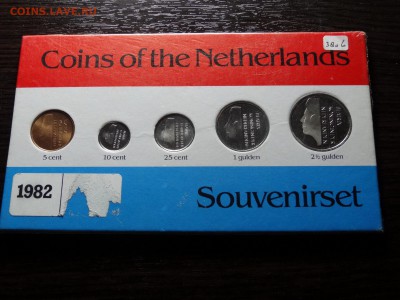 COINS.LAVE.RU
Coins of the Netherlands
5 cent
10 cent
25 cent
1 gulden
2½ gulden
1982
Souvenirset